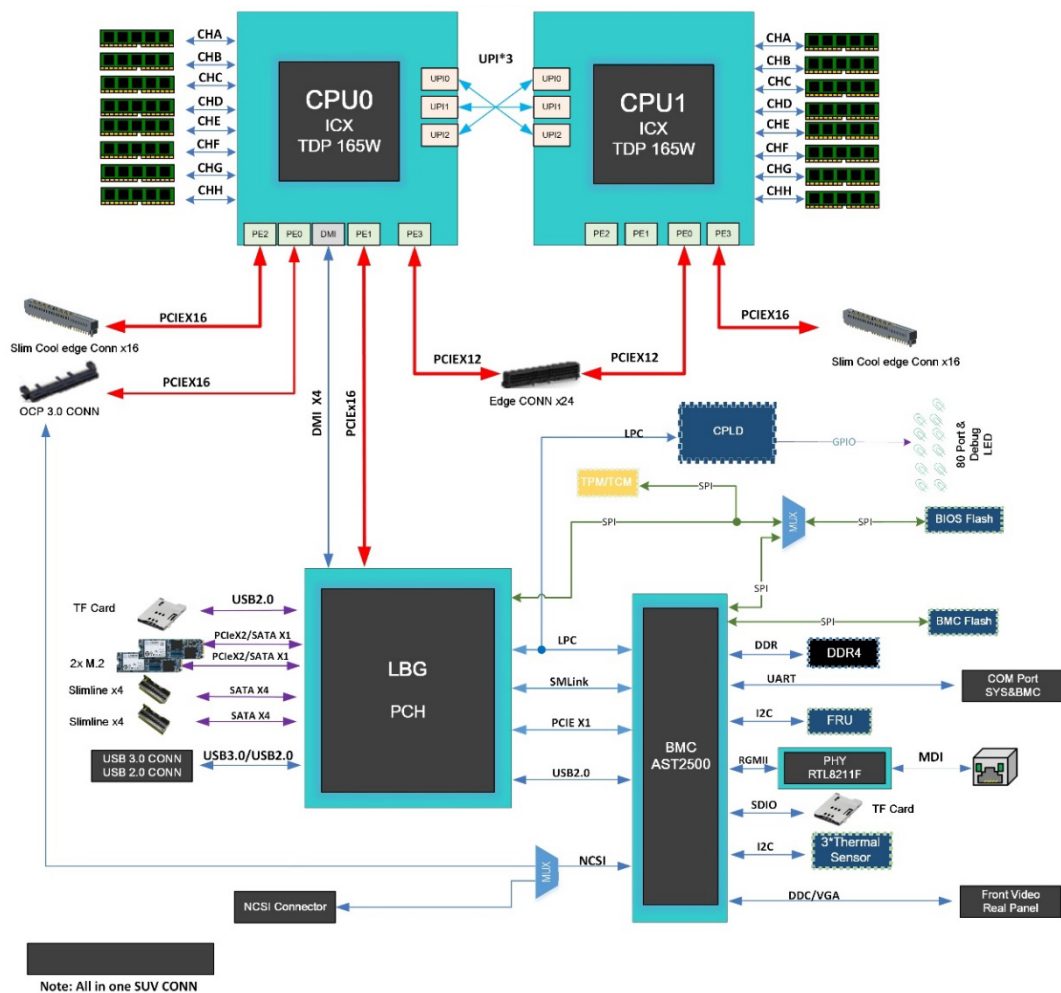 CHA
CHB
CHC
CHD
CHE
CHF
CHG
CHH
CPU0
ICX
TDP 165W
UPI0
UPI1
UPI2
UPI*3
UPI0
UPI1
UPI2
CPU1
ICX
TDP 165W
CHA
CHB
CHC
CHD
CHE
CHF
CHG
CHH
PE2
PE0
DMI
PE1
PE3
PE2
PE1
PE0
PE3
PCIEX16
Slim Cool edge Conn x16
PCIEX16
OCP 3.0 CONN
DMI X4
PCIEx16
PCIEX12
PCIEX12
Edge CONN x24
PCIEX16
Slim Cool edge Conn x16
LPC
CPLD
GPIO
80 Port &
Debug
LED
TPM/TCM
SPI
SPI
MUX
SPI
BIOS Flash
SPI
SPI
BMC Flash
TF Card
USB2.0
2x M.2
PCIeX2/SATA X1
PCIeX2/SATA X1
Slimline x4
SATA X4
Slimline x4
SATA X4
USB 3.0 CONN
USB 2.0 CONN
USB3.0/USB2.0
LBG
PCH
LPC
SMLink
PCIE X1
USB2.0
BMC
AST2500
DDR
DDR4
UART
COM Port
SYS&BMC
I2C
FRU
RGMII
PHY
RTL8211F
MDI
SDIO
TF Card
I2C
3*Thermal
Sensor
DDC/VGA
Front Video
Real Panel
MUX
NCSI
NCSI Connector
Note: All in one SUV CONN